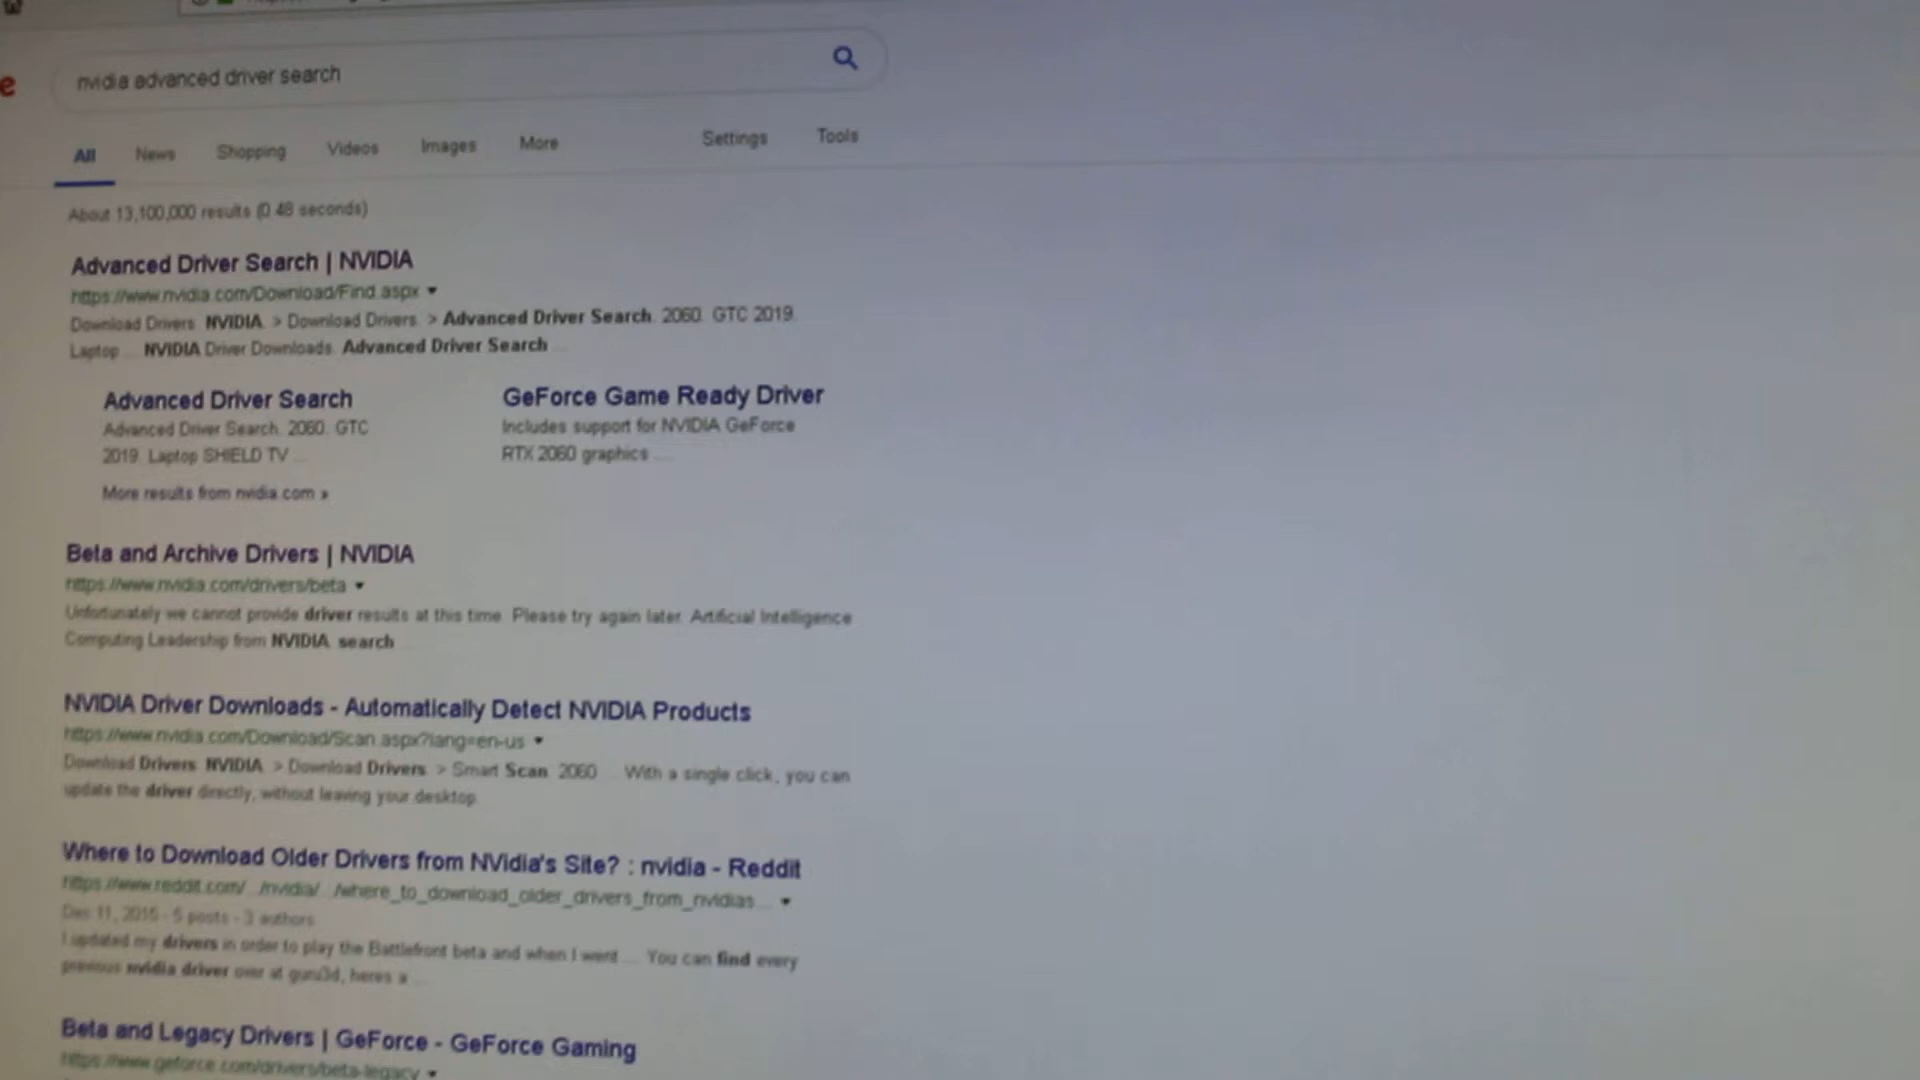 e
nvidia advanced driver search
All News Shopping Videos Images More Settings Tools
About 13,100,000 results (0.48 seconds)
Advanced Driver Search | NVIDIA
https://www.nvidia.com/Download/Find.aspx
Download Drivers. NVIDIA. > Download Drivers. > Advanced Driver Search. 2060. GTC 2019.
Laptop ... NVIDIA Driver Downloads. Advanced Driver Search ...
Advanced Driver Search
Advanced Driver Search. 2060. GTC
2019. Laptop SHIELD TV ...
GeForce Game Ready Driver
Includes support for NVIDIA GeForce
RTX 2060 graphics ...
More results from nvidia.com »
Beta and Archive Drivers | NVIDIA
https://www.nvidia.com/drivers/beta
Unfortunately we cannot provide driver results at this time. Please try again later. Artificial Intelligence
Computing Leadership from NVIDIA. search
NVIDIA Driver Downloads - Automatically Detect NVIDIA Products
https://www.nvidia.com/Download/Scan.aspx?lang=en-us
Download Drivers. NVIDIA. > Download Drivers. > Smart Scan. 2060 ... With a single click, you can
update the driver directly, without leaving your desktop.
Where to Download Older Drivers from NVidia's Site? : nvidia - Reddit
https://www.reddit.com/.../nvidia/.../where_to_download_older_drivers_from_nvidias...
Dec 11, 2015 - 5 posts - 3 authors
I updated my drivers in order to play the Battlefront beta and when I went .... You can find every
previous nvidia driver over at guru3d, heres a ...
Beta and Legacy Drivers | GeForce - GeForce Gaming
https://www.geforce.com/drivers/beta-legacy